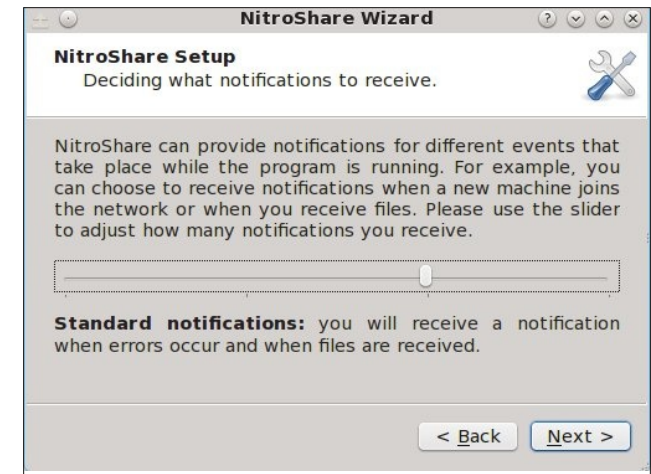 NitroShare Wizard
NitroShare Setup
Deciding what notifications to receive.
NitroShare can provide notifications for different events that
take place while the program is running. For example, you
can choose to receive notifications when a new machine joins
the network or when you receive files. Please use the slider
to adjust how many notifications you receive.
Standard notifications: you will receive a notification
when errors occur and when files are received.
< Back Next >